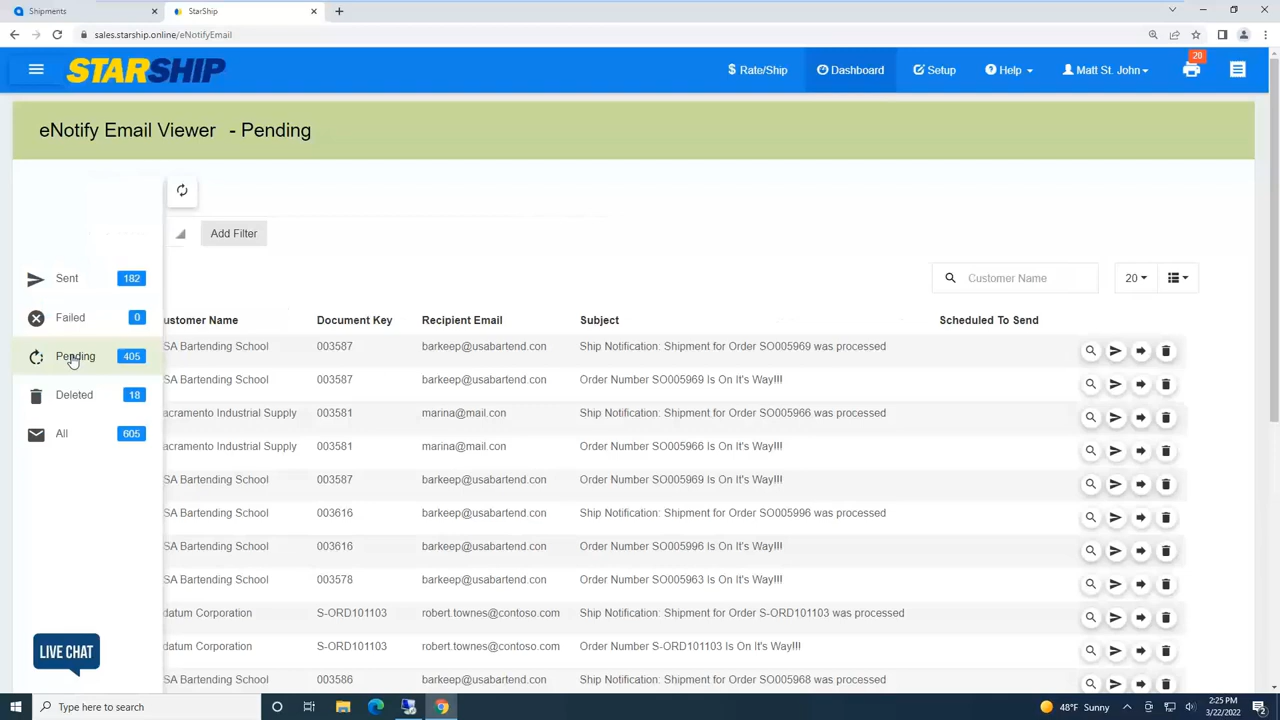 Shipments
StarShip
sales.starship.online/eNotifyEmail
STARSHIP
$ Rate/Ship
Dashboard
Setup
Help
Matt St. John
20
eNotify Email Viewer - Pending
Add Filter
Sent 182
Failed 0
Pending 405
Deleted 18
All 605
Customer Name
20
ustomer Name Document Key Recipient Email Subject Scheduled To Send
SA Bartending School 003587 barkeep@usabartend.con Ship Notification: Shipment for Order SO005969 was processed
SA Bartending School 003587 barkeep@usabartend.con Order Number SO005969 Is On It's Way!!!
acramento Industrial Supply 003581 marina@mail.con Ship Notification: Shipment for Order SO005966 was processed
acramento Industrial Supply 003581 marina@mail.con Order Number SO005966 Is On It's Way!!!
SA Bartending School 003587 barkeep@usabartend.con Order Number SO005969 Is On It's Way!!!
SA Bartending School 003616 barkeep@usabartend.con Ship Notification: Shipment for Order SO005996 was processed
SA Bartending School 003616 barkeep@usabartend.con Order Number SO005996 Is On It's Way!!!
SA Bartending School 003578 barkeep@usabartend.con Order Number SO005963 Is On It's Way!!!
datum Corporation S-ORD101103 robert.townes@contoso.com Ship Notification: Shipment for Order S-ORD101103 was processed
datum Corporation S-ORD101103 robert.townes@contoso.com Order Number S-ORD101103 Is On It's Way!!!
SA Bartending School 003586 barkeep@usabartend.con Ship Notification: Shipment for Order SO005968 was processed
LIVE CHAT
Type here to search
48°F Sunny
2:25 PM
3/22/2022
2